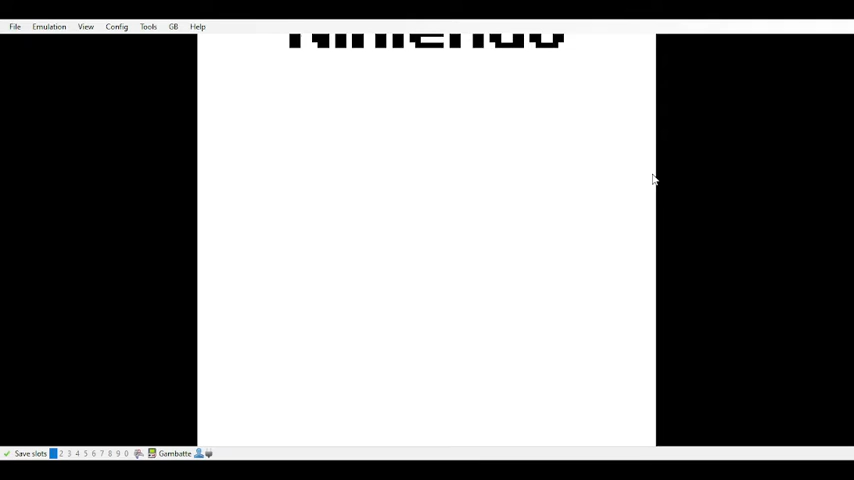 File Emulation View Config Tools GB Help
Nintendo
Save slots 2 3 4 5 6 7 8 9 0 Gambatte